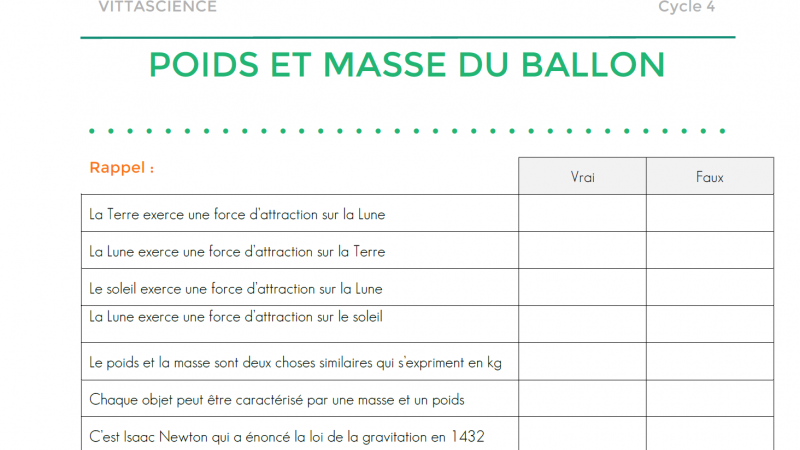 VITTASCIENCE Cycle 4
POIDS ET MASSE DU BALLON
Rappel :
Vrai Faux
La Terre exerce une force d'attraction sur la Lune
La Lune exerce une force d'attraction sur la Terre
Le soleil exerce une force d'attraction sur la Lune
La Lune exerce une force d'attraction sur le soleil
Le poids et la masse sont deux choses similaires qui s'expriment en kg
Chaque objet peut être caractérisé par une masse et un poids
C'est Isaac Newton qui a énoncé la loi de la gravitation en 1432